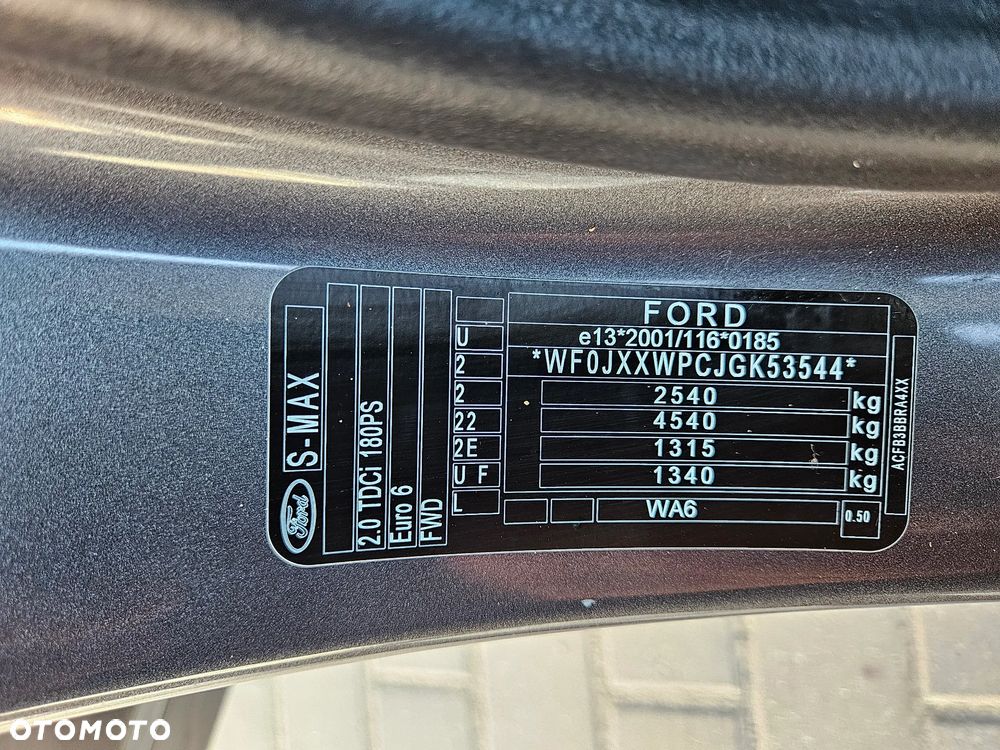 FORD
e13*2001/116*0185
*WF0JXXWPCJGK53544*
2540 kg
4540 kg
1315 kg
1340 kg
WA6
0.50
U
2
2
22
2E
U F
L
Ford
S-MAX
2.0 TDCi 180PS
Euro 6
FWD
ACFB3BBRA4XX
OTOMOTO